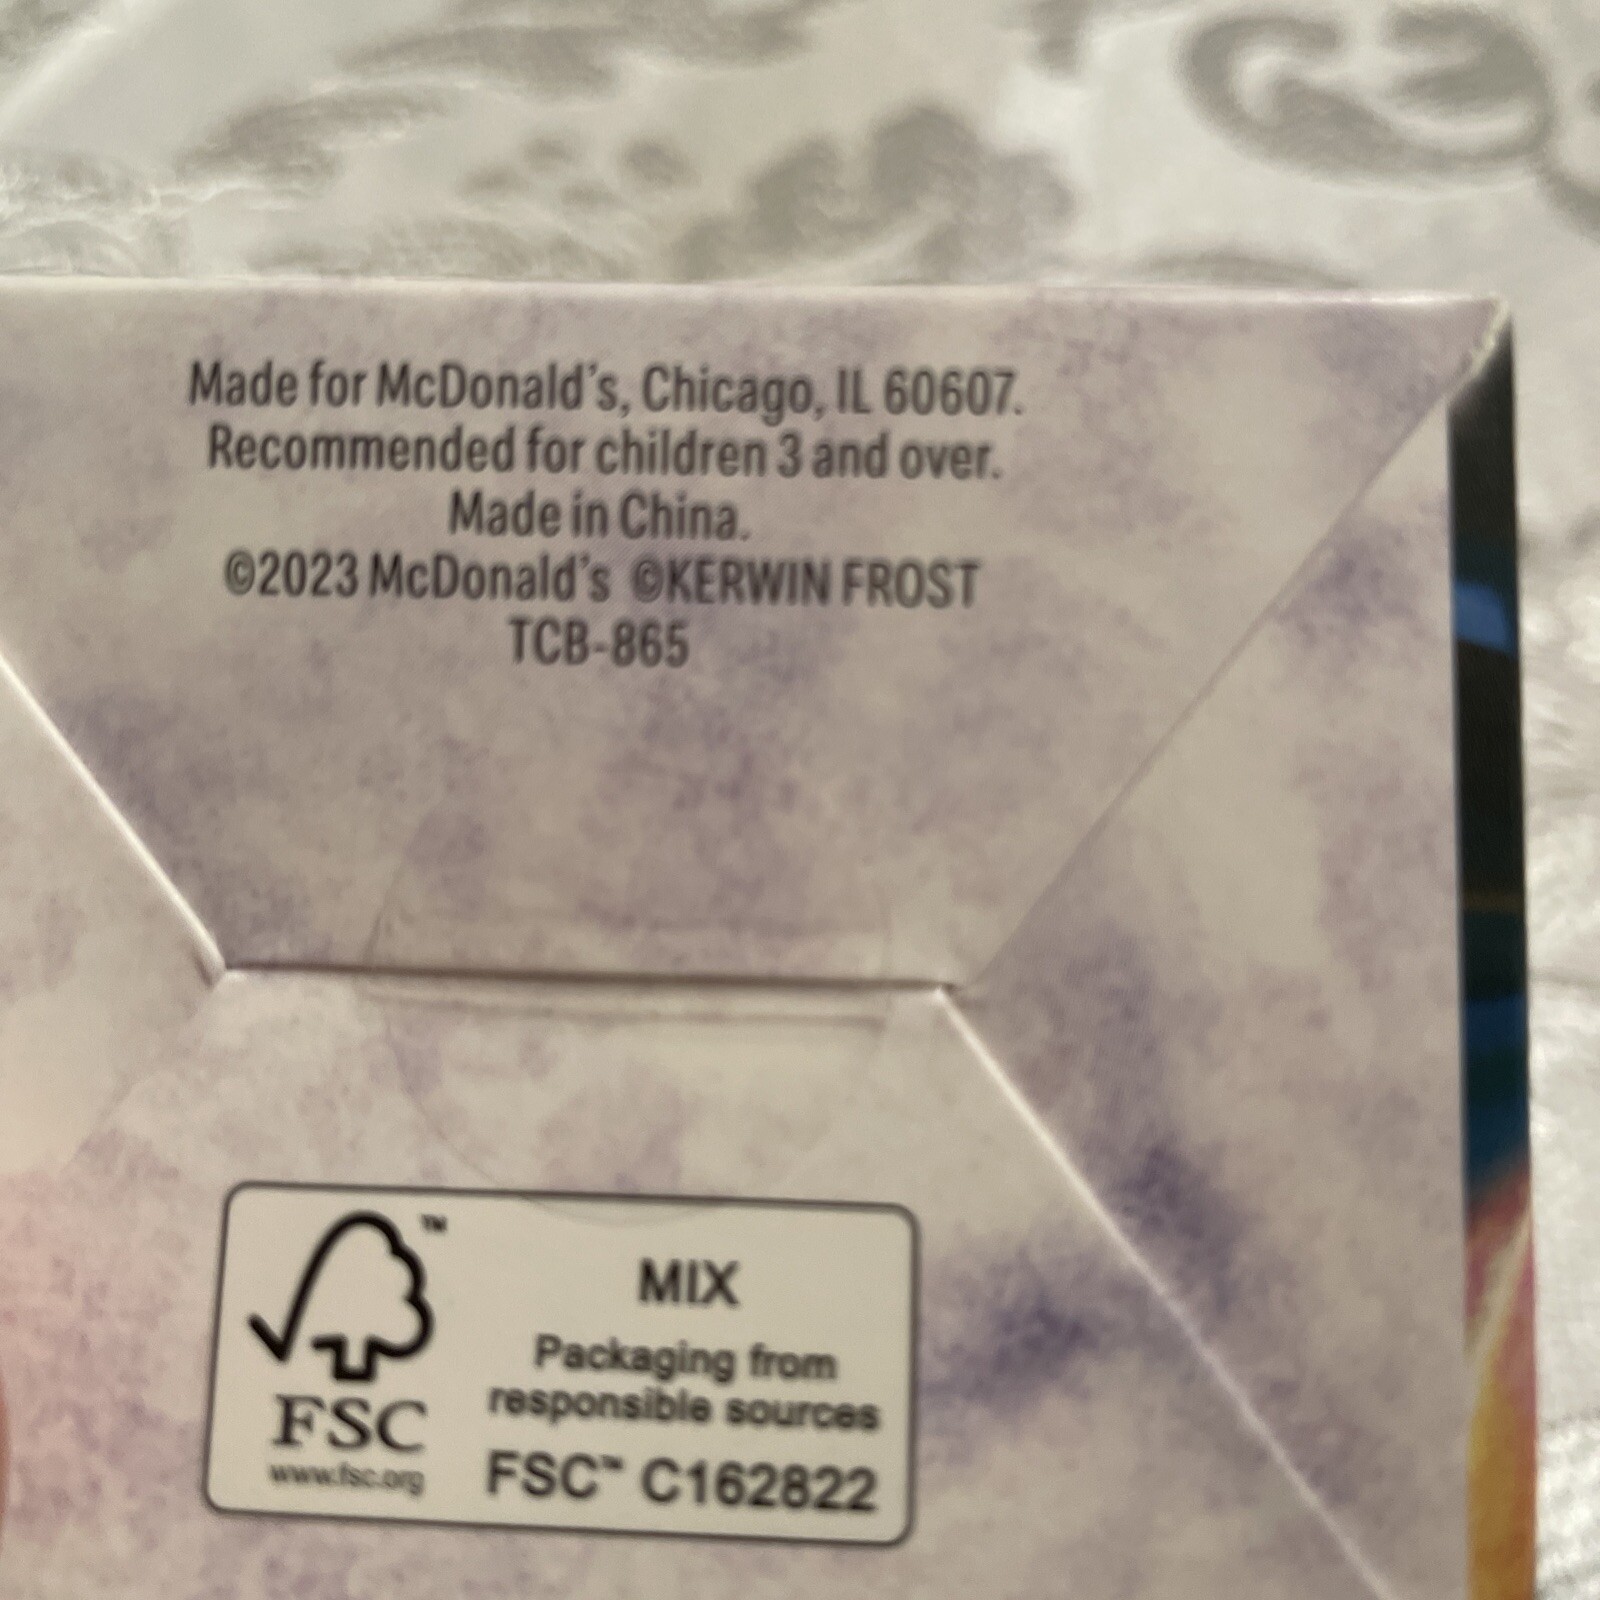 Made for McDonald's, Chicago, IL 60607.
Recommended for children 3 and over.
Made in China.
©2023 McDonald's ©KERWIN FROST
TCB-865
™
MIX
Packaging from
responsible sources
FSC
www.fsc.org
FSC™ C162822